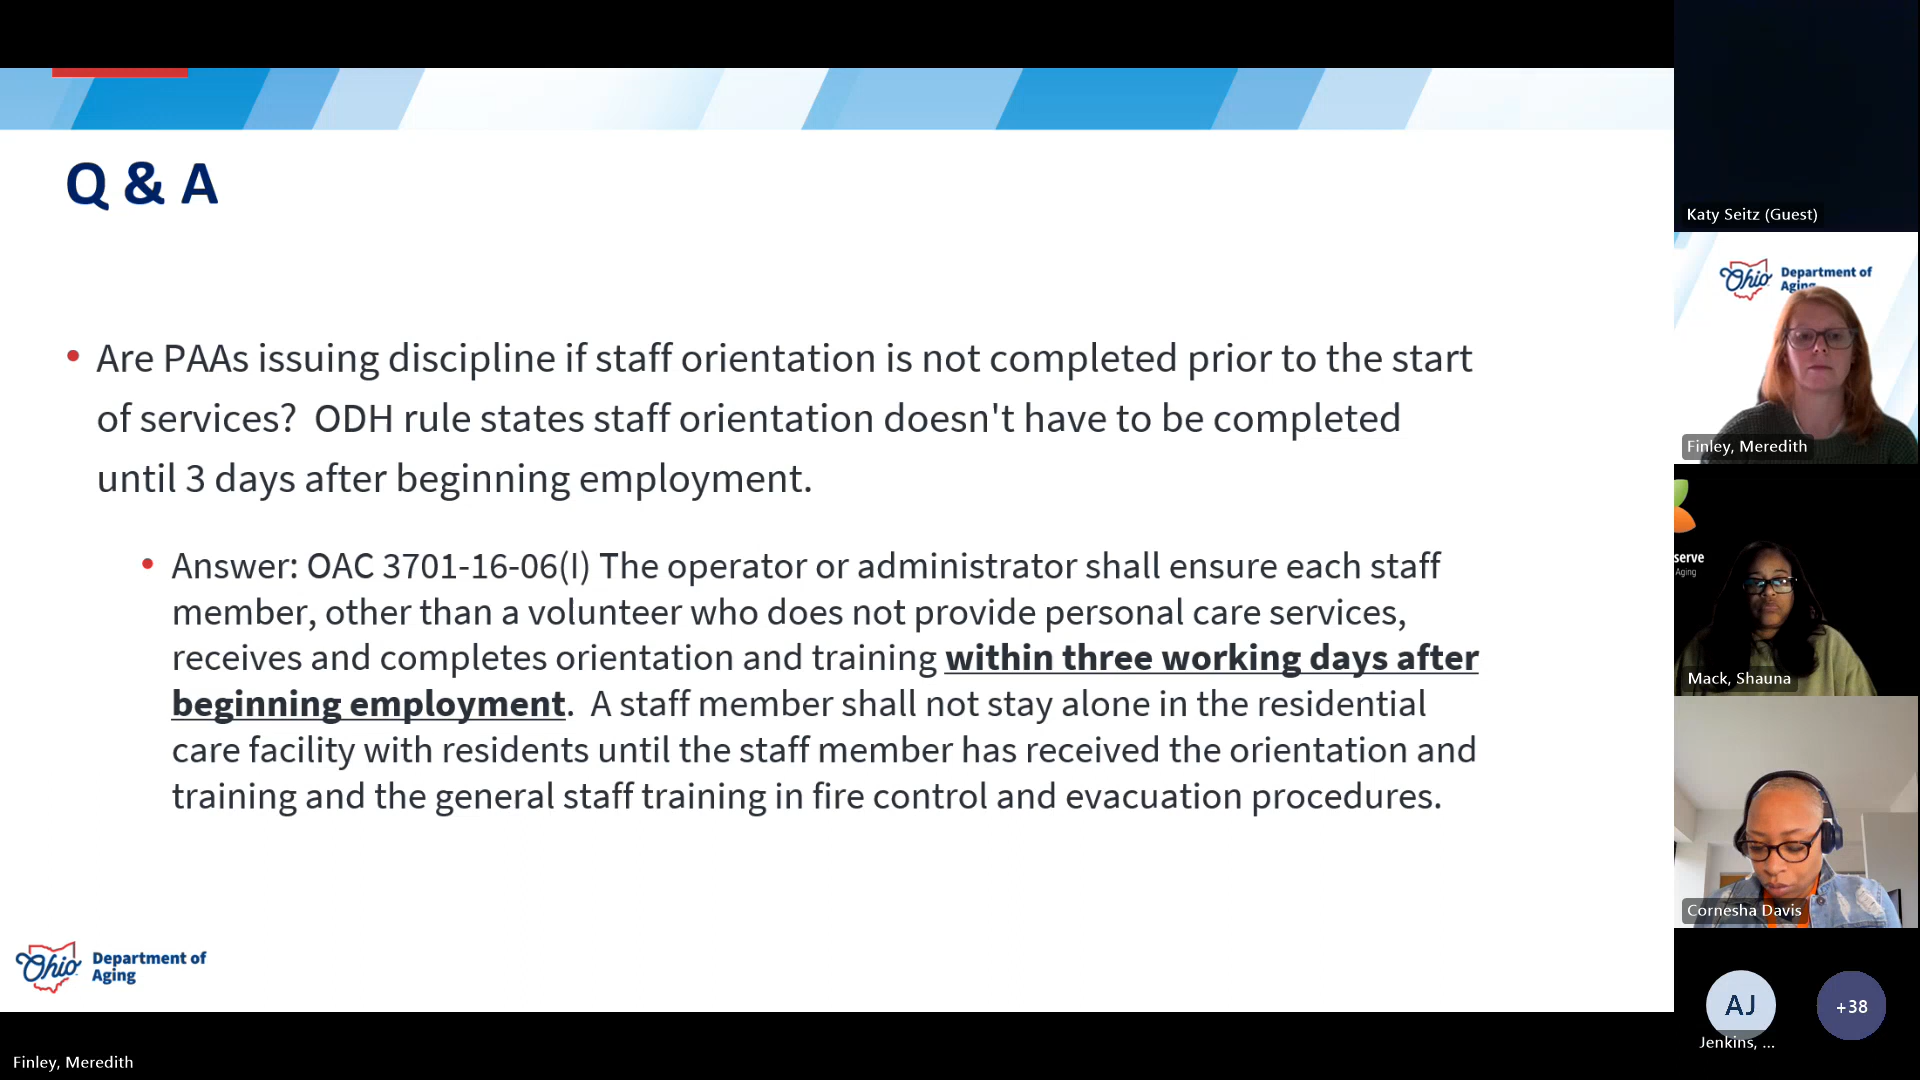 Q & A
• Are PAAs issuing discipline if staff orientation is not completed prior to the start
of services?  ODH rule states staff orientation doesn't have to be completed
until 3 days after beginning employment.
• Answer: OAC 3701-16-06(I) The operator or administrator shall ensure each staff
member, other than a volunteer who does not provide personal care services,
receives and completes orientation and training within three working days after
beginning employment.  A staff member shall not stay alone in the residential
care facility with residents until the staff member has received the orientation and
training and the general staff training in fire control and evacuation procedures.
Ohio
Department of
Aging
Finley, Meredith
Katy Seitz (Guest)
Ohio
Department of
Aging
Finley, Meredith
serve
Aging
Mack, Shauna
Cornesha Davis
AJ
+38
Jenkins, ...